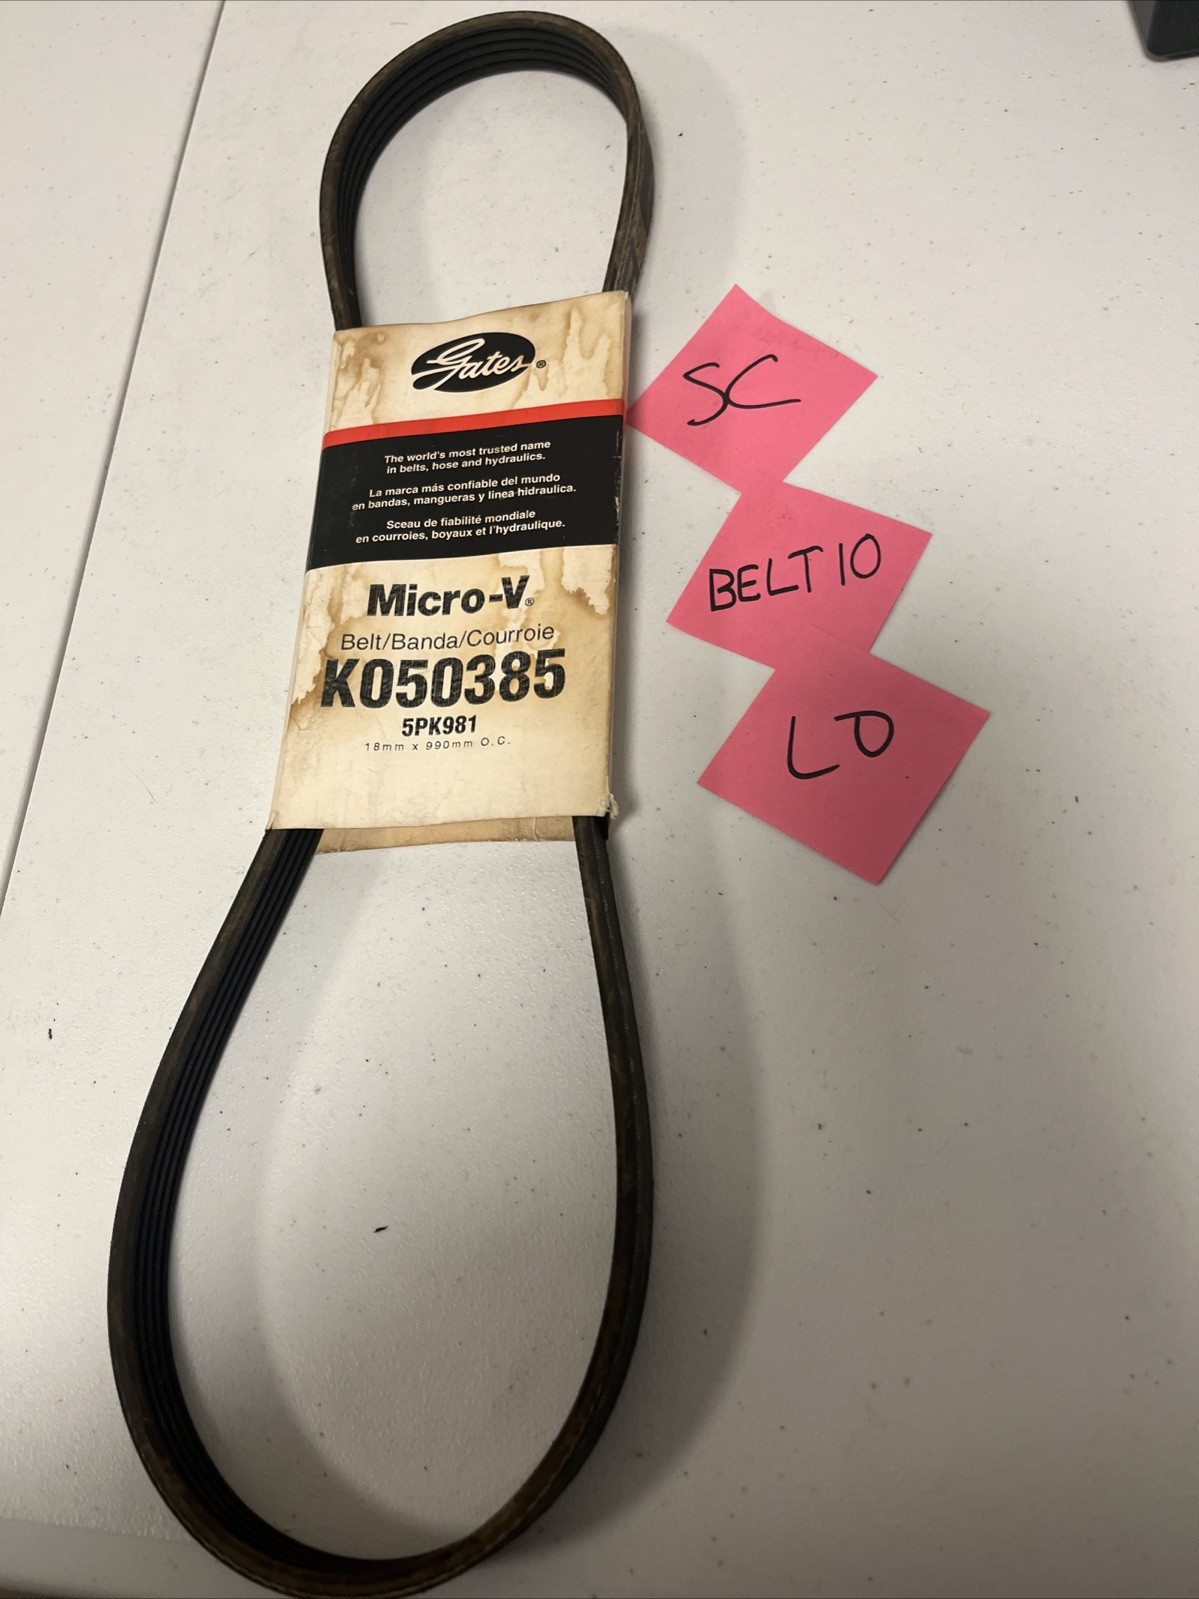 Gates®
The world's most trusted name
in belts, hose and hydraulics.
La marca más confiable del mundo
en bandas, mangueras y linea hidraulica.
Sceau de fiabilité mondiale
en courroies, boyaux et l'hydraulique.
Micro-V®
Belt/Banda/Courroie
K050385
5PK981
18mm x 990mm O.C.
SC
BELT 10
LO